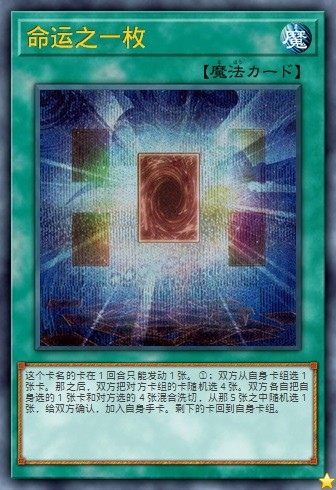 命运之一枚
魔
【魔法カード】
这个卡名的卡在1回合只能发动1张。①：双方从自身卡组选1
张卡。那之后，双方把对方卡组的卡随机选4张。双方各自把自
身选的1张卡和对方选的4张混合洗切，从那5张之中随机选1
张，给双方确认，加入自身手卡。剩下的卡回到自身卡组。